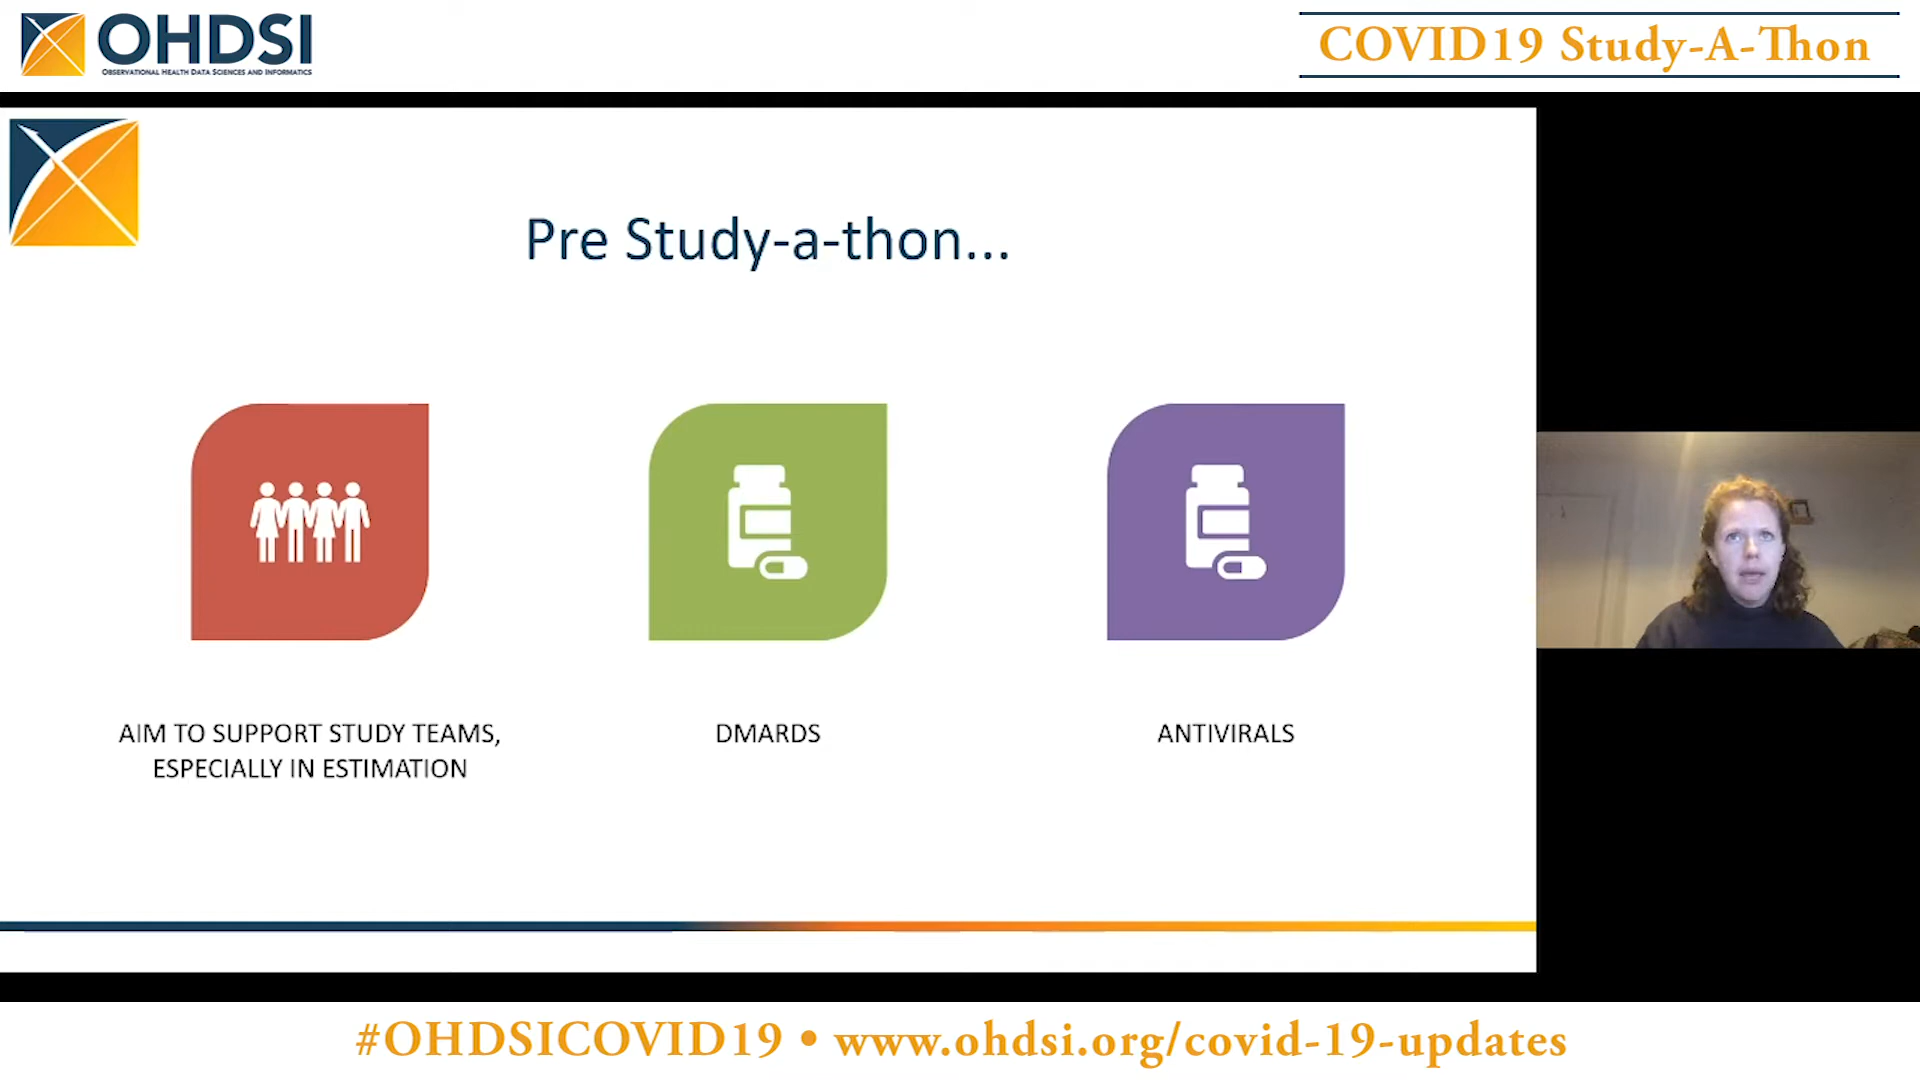 OHDSI
OBSERVATIONAL HEALTH DATA SCIENCES AND INFORMATICS
COVID19 Study-A-Thon
Pre Study-a-thon...
AIM TO SUPPORT STUDY TEAMS,
ESPECIALLY IN ESTIMATION
DMARDS
ANTIVIRALS
#OHDSICOVID19 • www.ohdsi.org/covid-19-updates